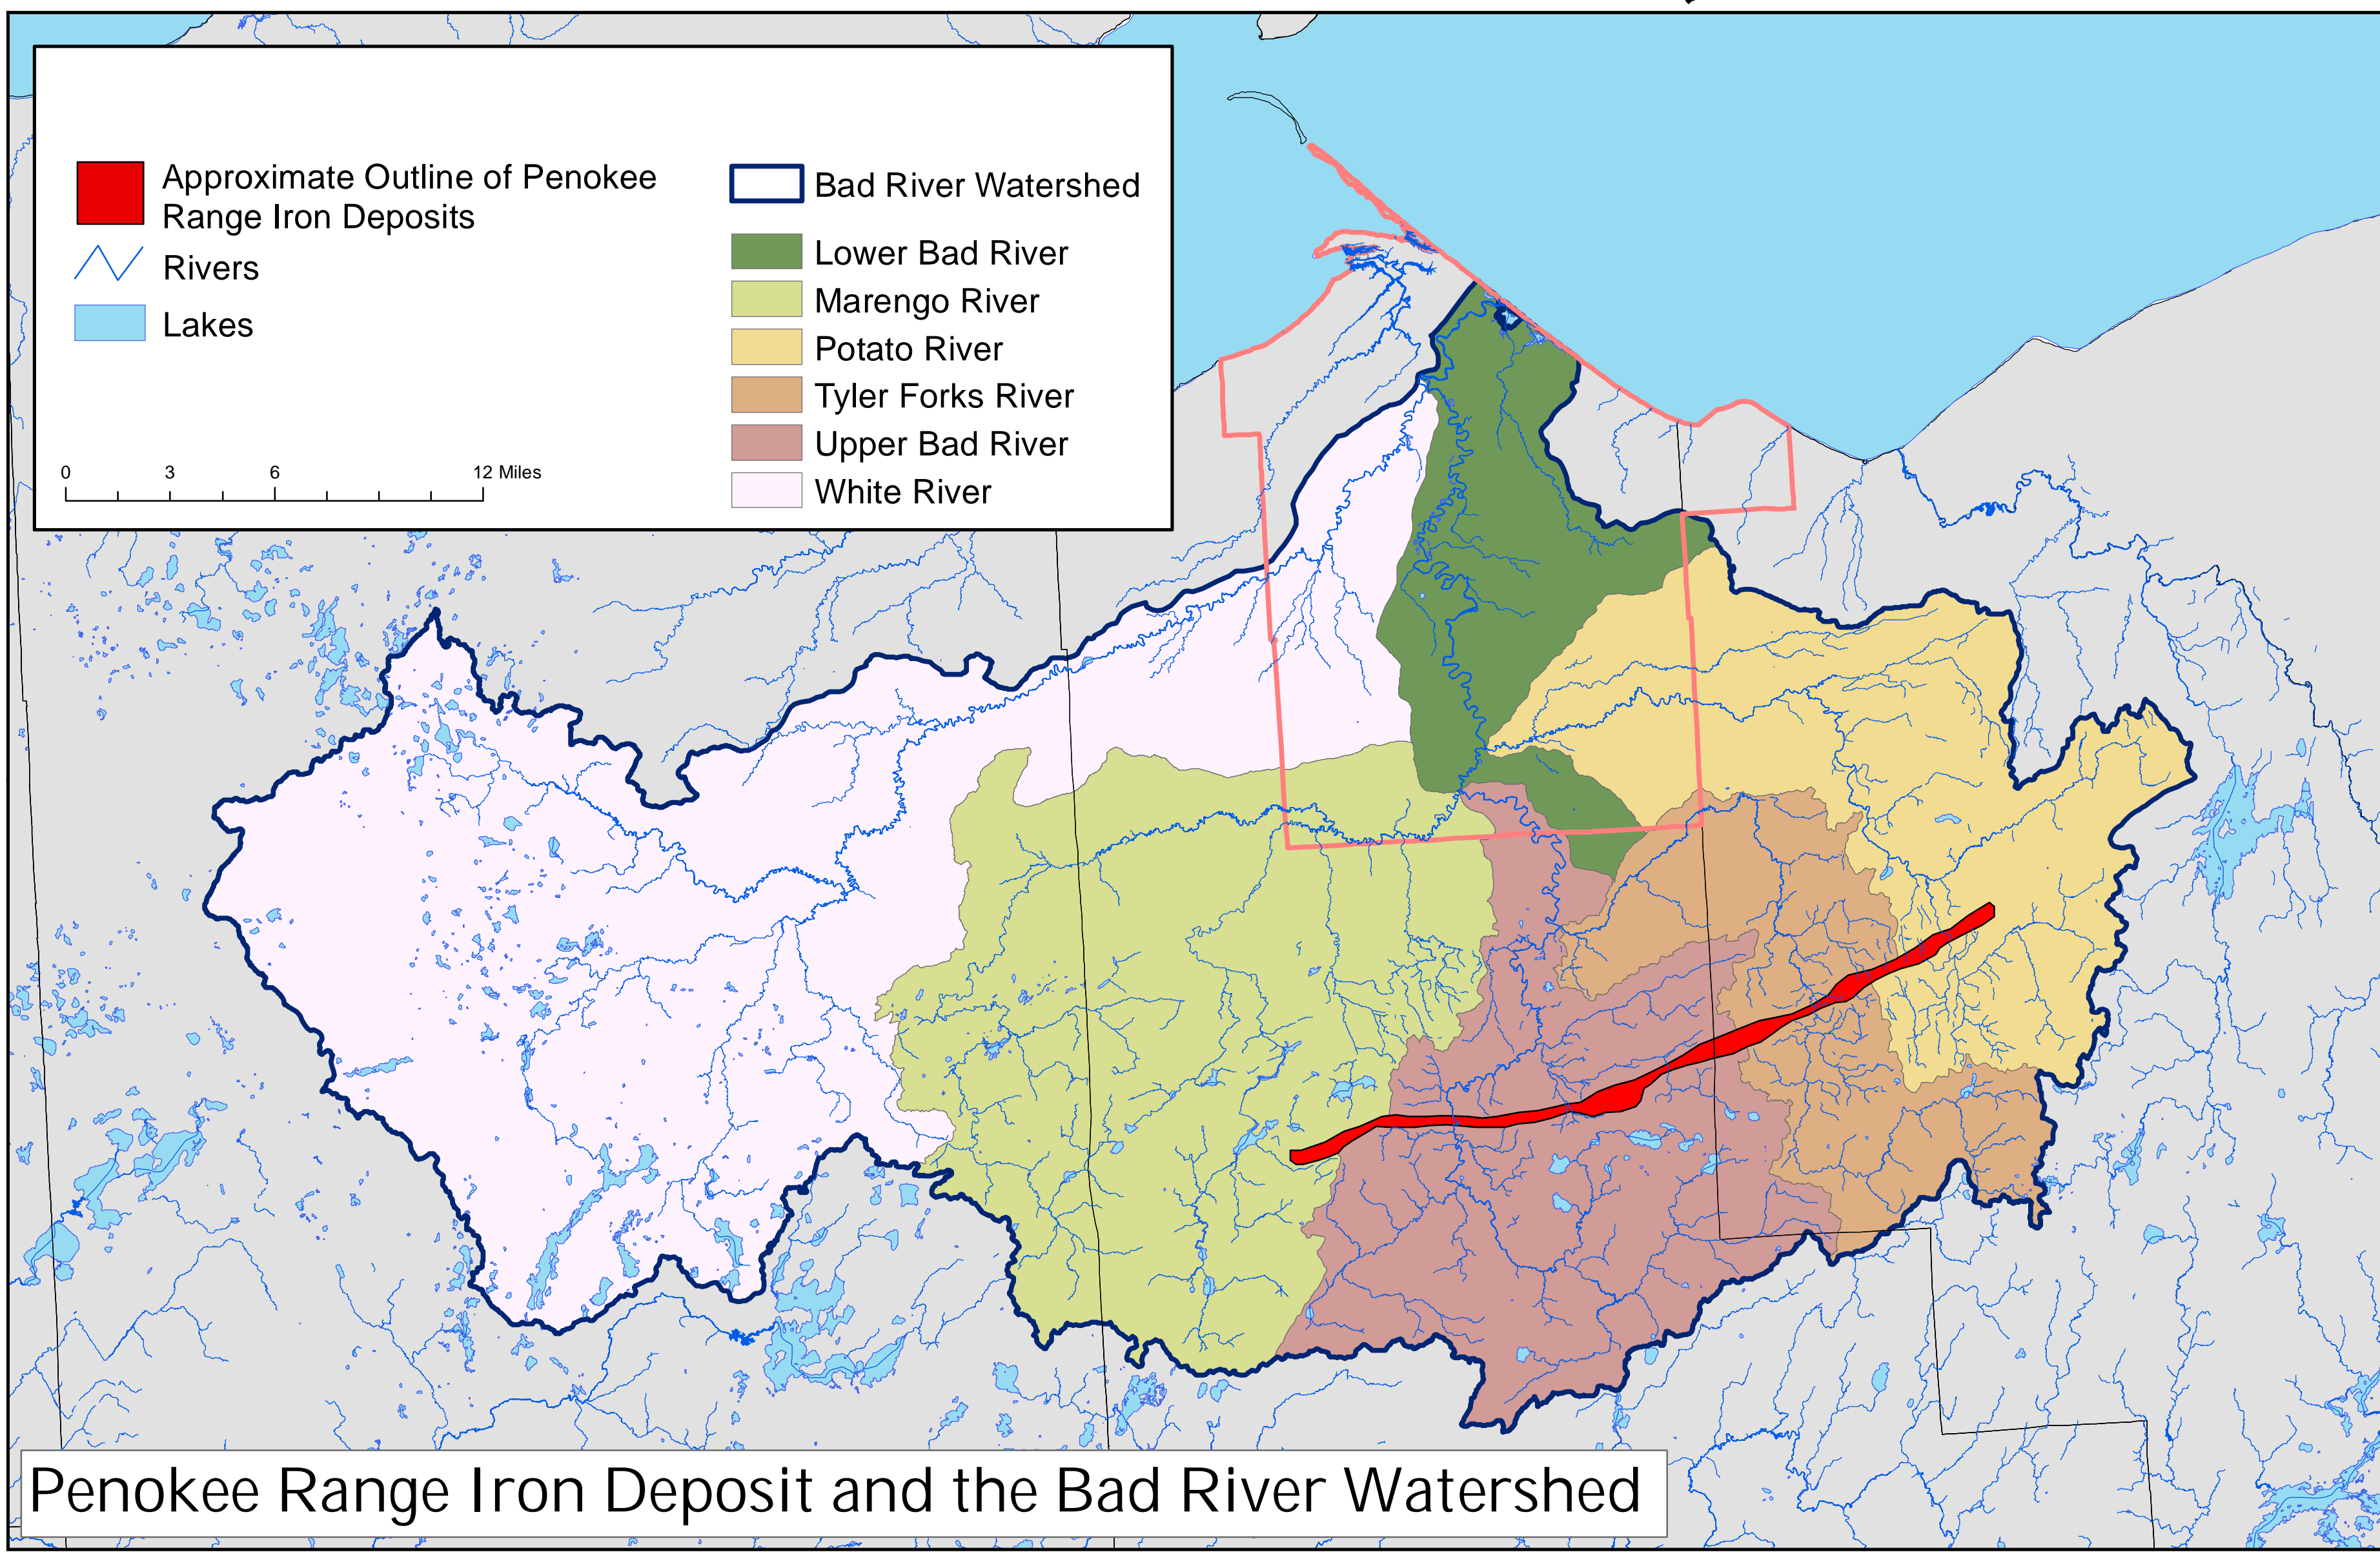 Approximate Outline of Penokee
Range Iron Deposits
Rivers
Lakes
0 3 6 12 Miles
Bad River Watershed
Lower Bad River
Marengo River
Potato River
Tyler Forks River
Upper Bad River
White River
Penokee Range Iron Deposit and the Bad River Watershed